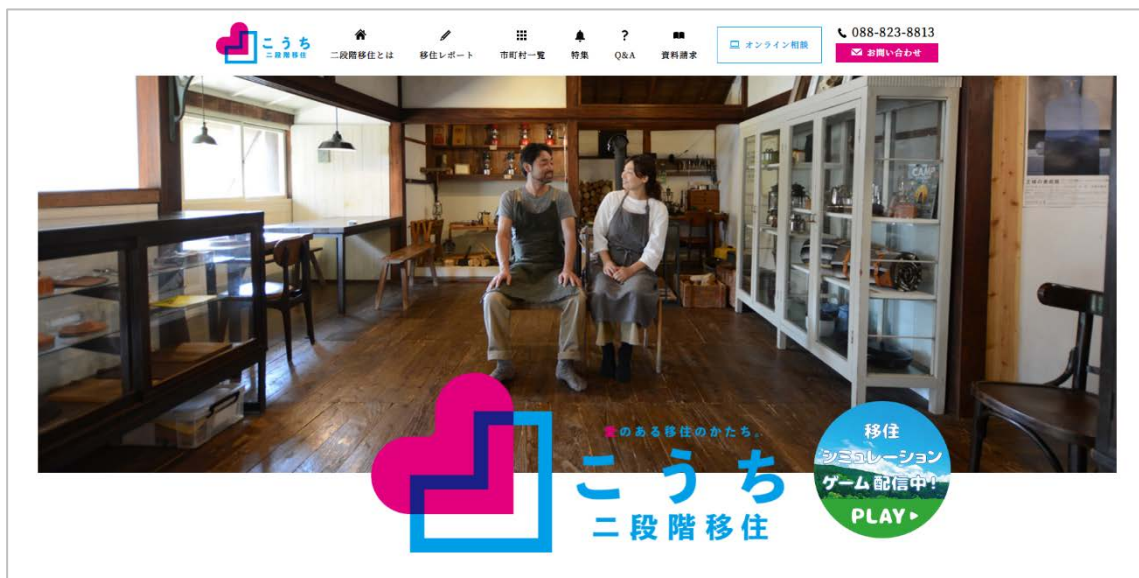 こうち
二段階移住
二段階移住とは
移住レポート
市町村一覧
特集
?
Q&A
資料請求
オンライン相談
088-823-8813
お問い合わせ
CAMP
愛のある移住のかたち。
こうち
二段階移住
移住
シミュレーション
ゲーム配信中!
PLAY